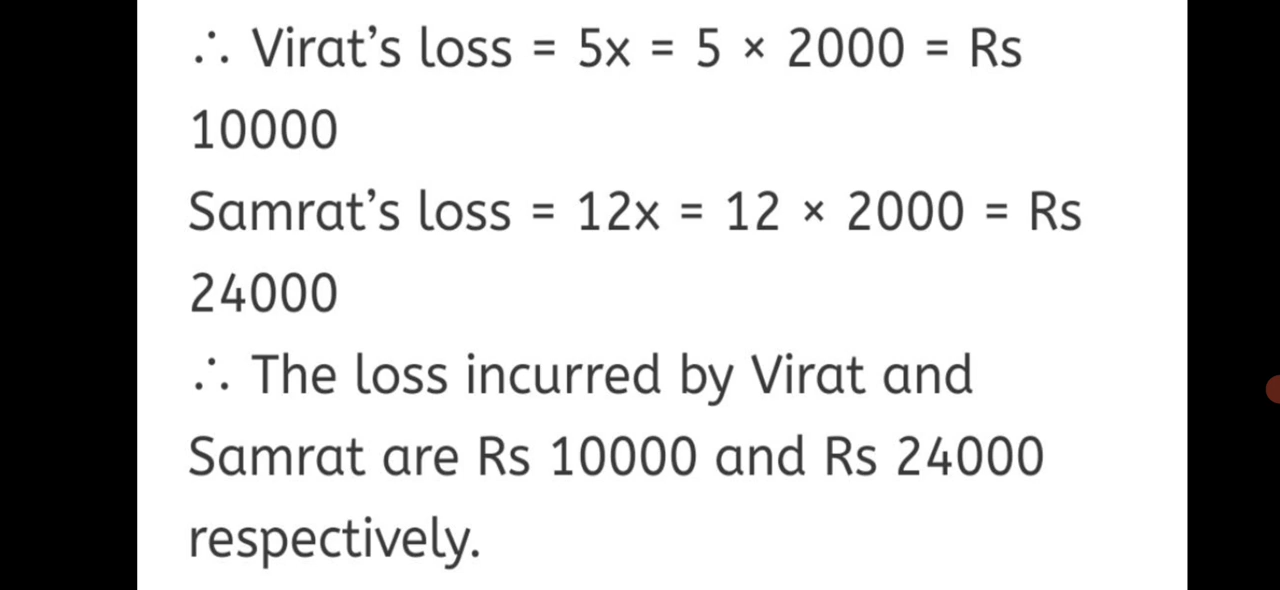 ∴ Virat’s loss = 5x = 5 × 2000 = Rs
10000
Samrat’s loss = 12x = 12 × 2000 = Rs
24000
∴ The loss incurred by Virat and
Samrat are Rs 10000 and Rs 24000
respectively.